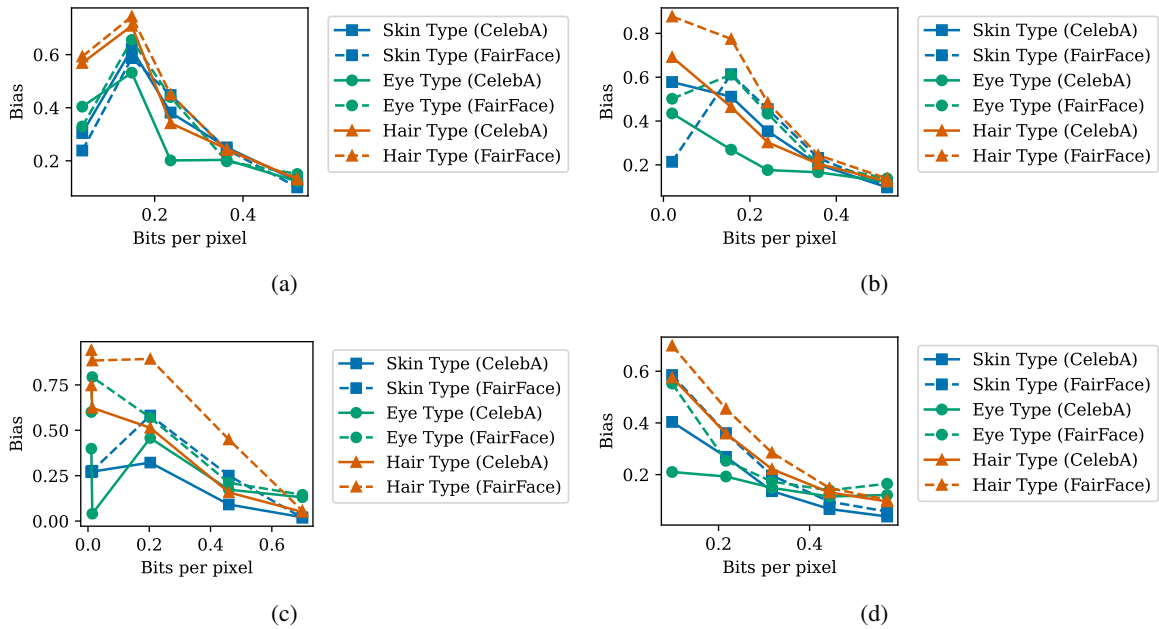 0.6
0.4
0.2
Bias
0.2
0.4
Bits per pixel
Skin Type (CelebA)
Skin Type (FairFace)
Eye Type (CelebA)
Eye Type (FairFace)
Hair Type (CelebA)
Hair Type (FairFace)
(a)
0.8
0.6
0.4
0.2
Bias
0.0
0.2
0.4
Bits per pixel
Skin Type (CelebA)
Skin Type (FairFace)
Eye Type (CelebA)
Eye Type (FairFace)
Hair Type (CelebA)
Hair Type (FairFace)
(b)
0.75
0.50
0.25
0.00
Bias
0.0
0.2
0.4
0.6
Bits per pixel
Skin Type (CelebA)
Skin Type (FairFace)
Eye Type (CelebA)
Eye Type (FairFace)
Hair Type (CelebA)
Hair Type (FairFace)
(c)
0.6
0.4
0.2
Bias
0.2
0.4
Bits per pixel
Skin Type (CelebA)
Skin Type (FairFace)
Eye Type (CelebA)
Eye Type (FairFace)
Hair Type (CelebA)
Hair Type (FairFace)
(d)